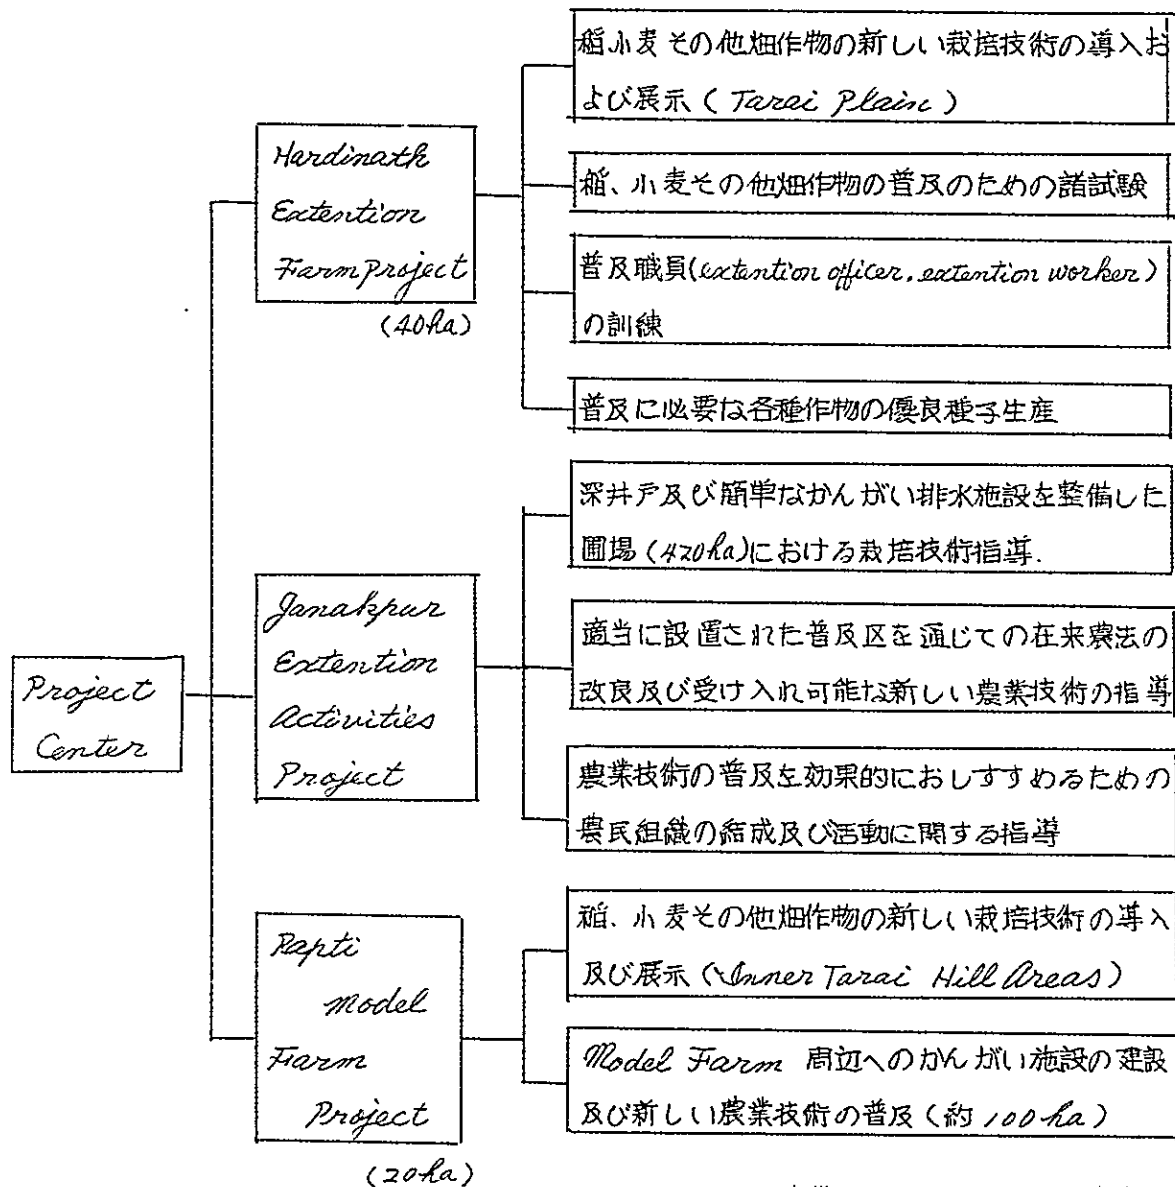 Project
Center
Hardinath
Extention
Farm Project
(40ha)
稲小麦その他畑作物の新しい栽培技術の導入お
よび展示 (Tarai Plain)
稲、小麦その他畑作物の普及のための諸試験
普及職員(extention officer, extention worker)
の訓練
普及に必要な各種作物の優良種子生産
Janakpur
Extention
Activities
Project
深井戸及び簡単なかんがい排水施設を整備した
圃場 (420ha)における栽培技術指導.
適当に設置された普及区を通じての在来農法の
改良及び受け入れ可能な新しい農業技術の指導
農業技術の普及を効果的におしすすめるための
農民組織の結成及び活動に関する指導
Rapti
Model
Farm
Project
(20ha)
稲、小麦その他畑作物の新しい栽培技術の導入
及び展示 (Inner Tarai Hill Areas)
Model Farm 周辺へのかんがい施設の建設
及び新しい農業技術の普及 (約100ha)